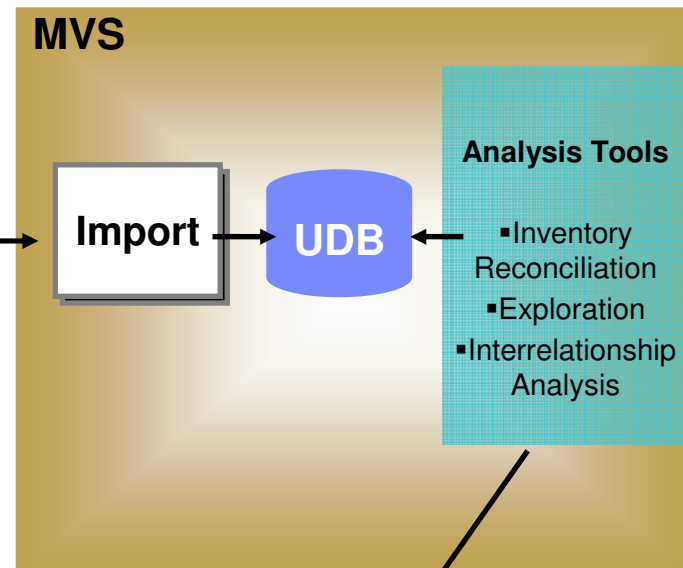 MVS
Import
UDB
Analysis Tools
▪Inventory
Reconciliation
▪Exploration
▪Interrelationship
Analysis